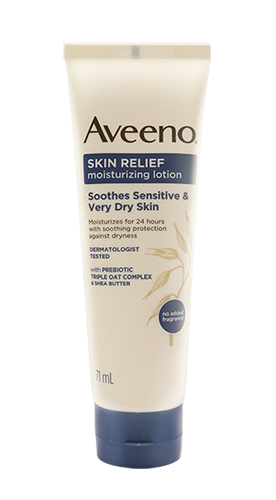 Aveeno®
SKIN RELIEF
moisturizing lotion
Soothes Sensitive &
Very Dry Skin
Moisturizes for 24 hours
with soothing protection
against dryness
DERMATOLOGIST
TESTED
with PREBIOTIC
TRIPLE OAT COMPLEX
& SHEA BUTTER
no added
fragrance
71 mL